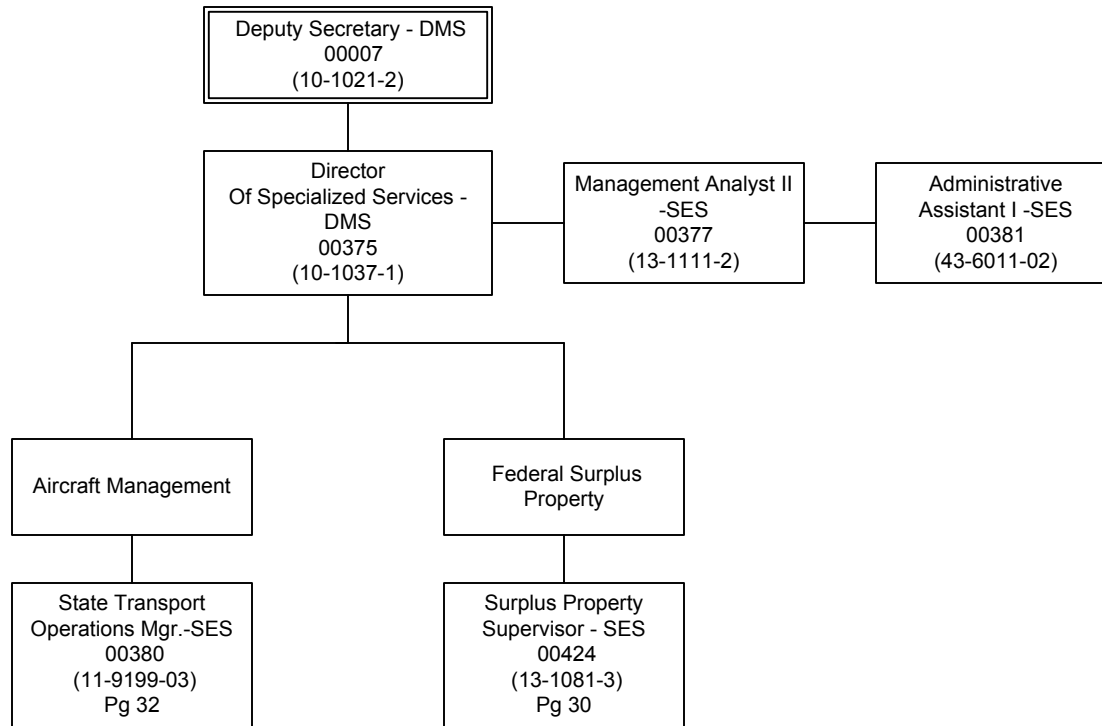 Deputy Secretary - DMS
00007
(10-1021-2)
Director
Of Specialized Services -
DMS
00375
(10-1037-1)
Management Analyst II
-SES
00377
(13-1111-2)
Administrative
Assistant I -SES
00381
(43-6011-02)
Aircraft Management
Federal Surplus
Property
State Transport
Operations Mgr.-SES
00380
(11-9199-03)
Pg 32
Surplus Property
Supervisor - SES
00424
(13-1081-3)
Pg 30